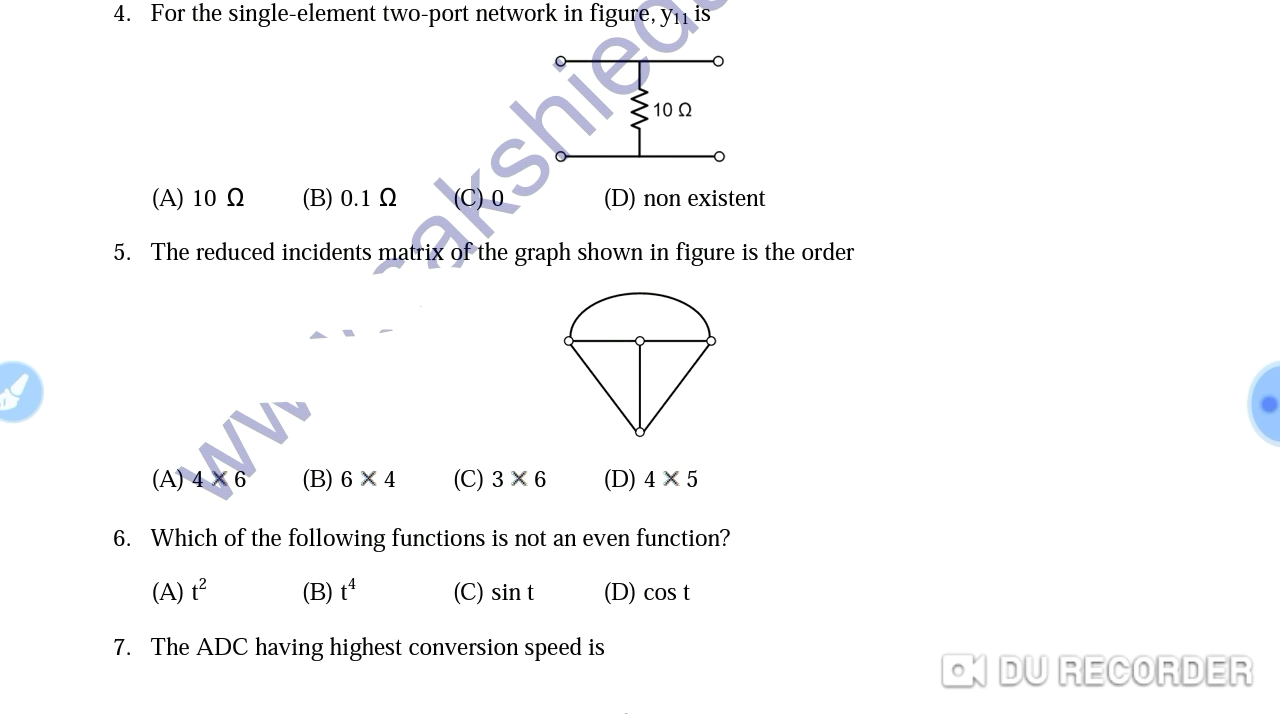 4. For the single-element two-port network in figure, y₁₁ is
10 Ω
(A) 10 Ω (B) 0.1 Ω (C) 0 (D) non existent
5. The reduced incidents matrix of the graph shown in figure is the order
(A) 4 × 6 (B) 6 × 4 (C) 3 × 6 (D) 4 × 5
6. Which of the following functions is not an even function?
(A) t² (B) t⁴ (C) sin t (D) cos t
7. The ADC having highest conversion speed is
DU RECORDER